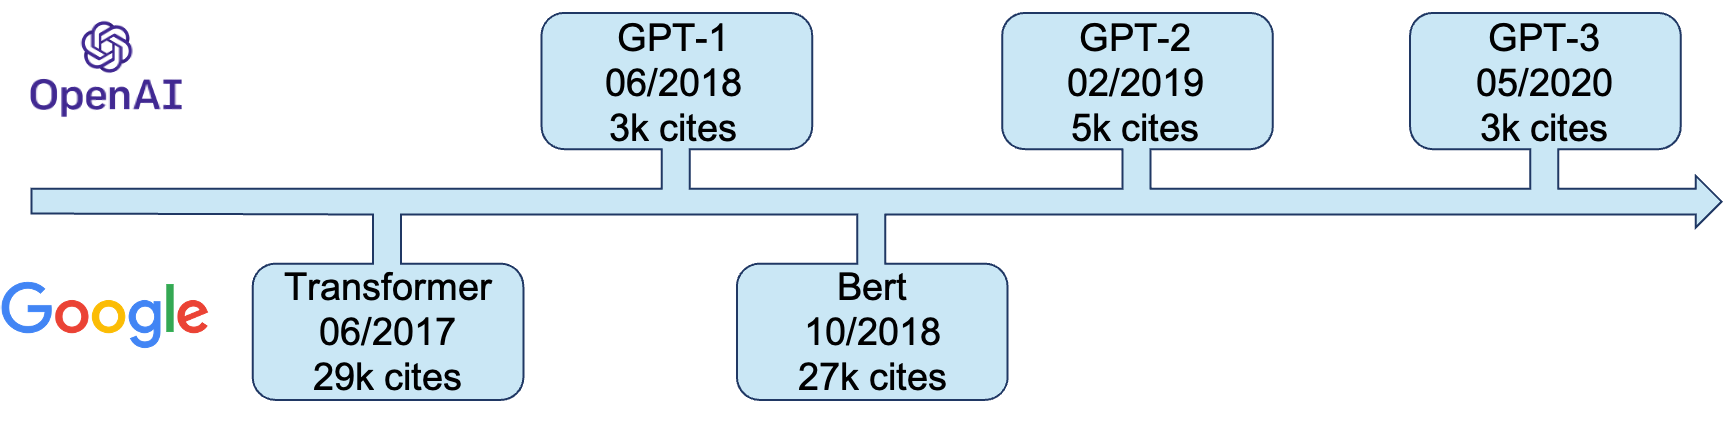 OpenAI
GPT-1
06/2018
3k cites
GPT-2
02/2019
5k cites
GPT-3
05/2020
3k cites
Google
Transformer
06/2017
29k cites
Bert
10/2018
27k cites